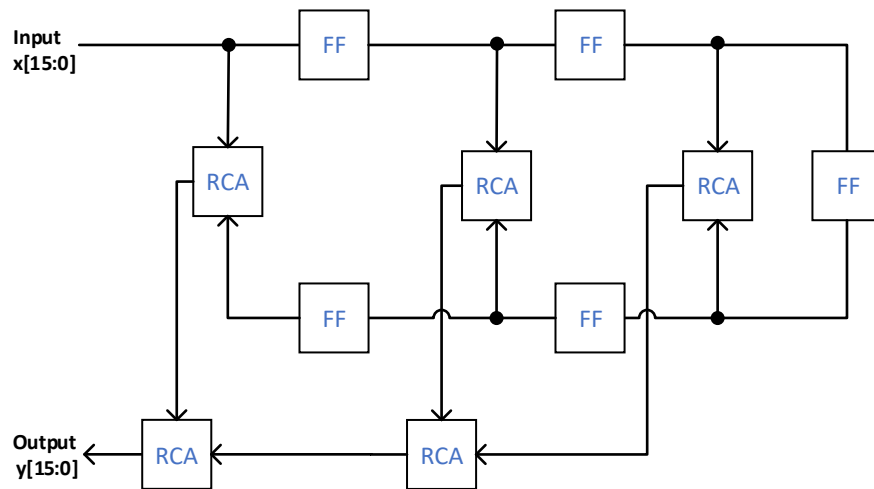 FF
FF
Input
x[15:0]
RCA
RCA
RCA
FF
FF
FF
Output
y[15:0]
RCA
RCA